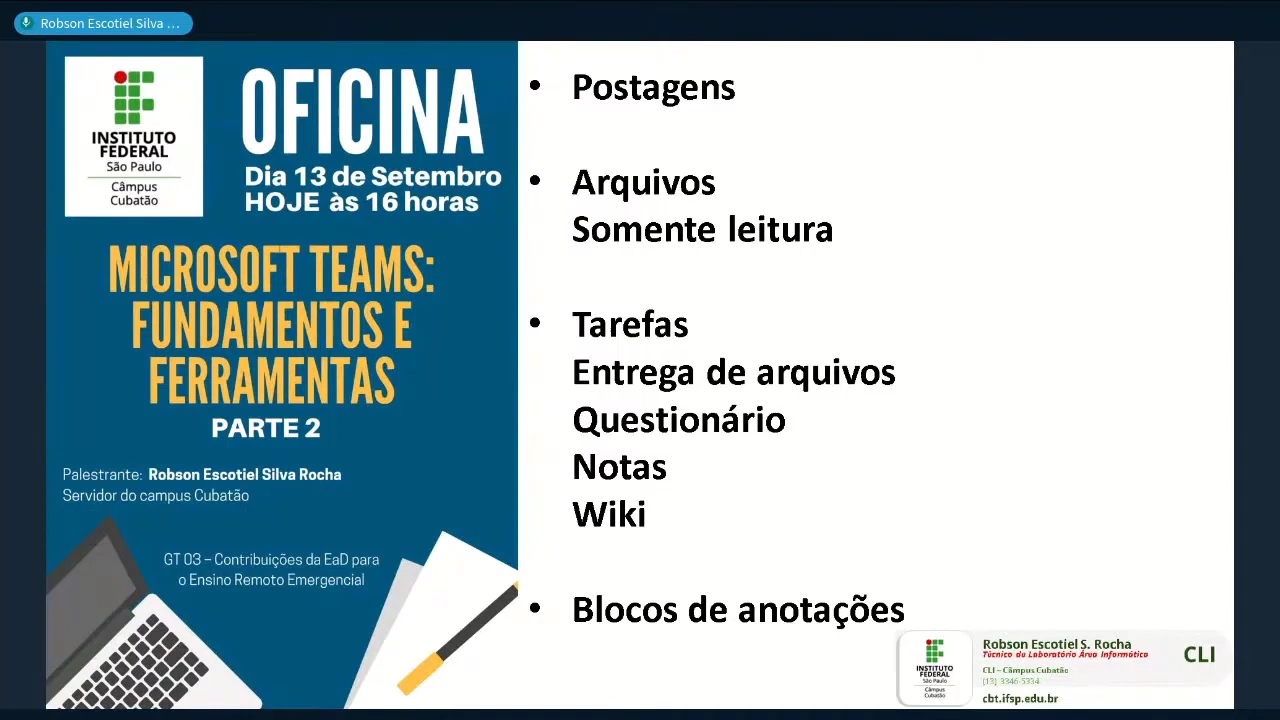 Robson Escotiel Silva ...
INSTITUTO
FEDERAL
São Paulo
Câmpus
Cubatão
OFICINA
Dia 13 de Setembro
HOJE às 16 horas
MICROSOFT TEAMS:
FUNDAMENTOS E
FERRAMENTAS
PARTE 2
Palestrante: Robson Escotiel Silva Rocha
Servidor do campus Cubatão
GT 03 – Contribuições da EaD para
o Ensino Remoto Emergencial
• Postagens
• Arquivos
Somente leitura
• Tarefas
Entrega de arquivos
Questionário
Notas
Wiki
• Blocos de anotações
INSTITUTO
FEDERAL
São Paulo
Câmpus
Cubatão
Robson Escotiel S. Rocha
Técnico de Laboratório Área Informática
CLI – Câmpus Cubatão
(13) 3346-5334
cbt.ifsp.edu.br
CLI